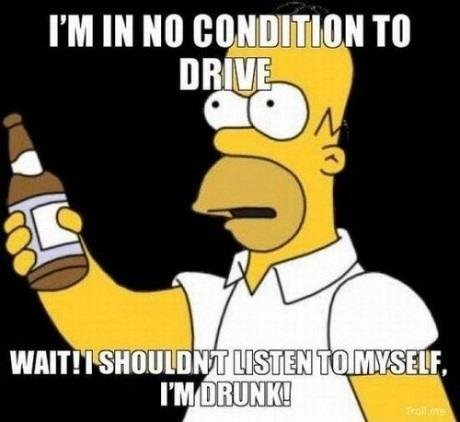 I'M IN NO CONDITION TO
DRIVE
WAIT! I SHOULDN'T LISTEN TO MYSELF,
I'M DRUNK!
Troll.me